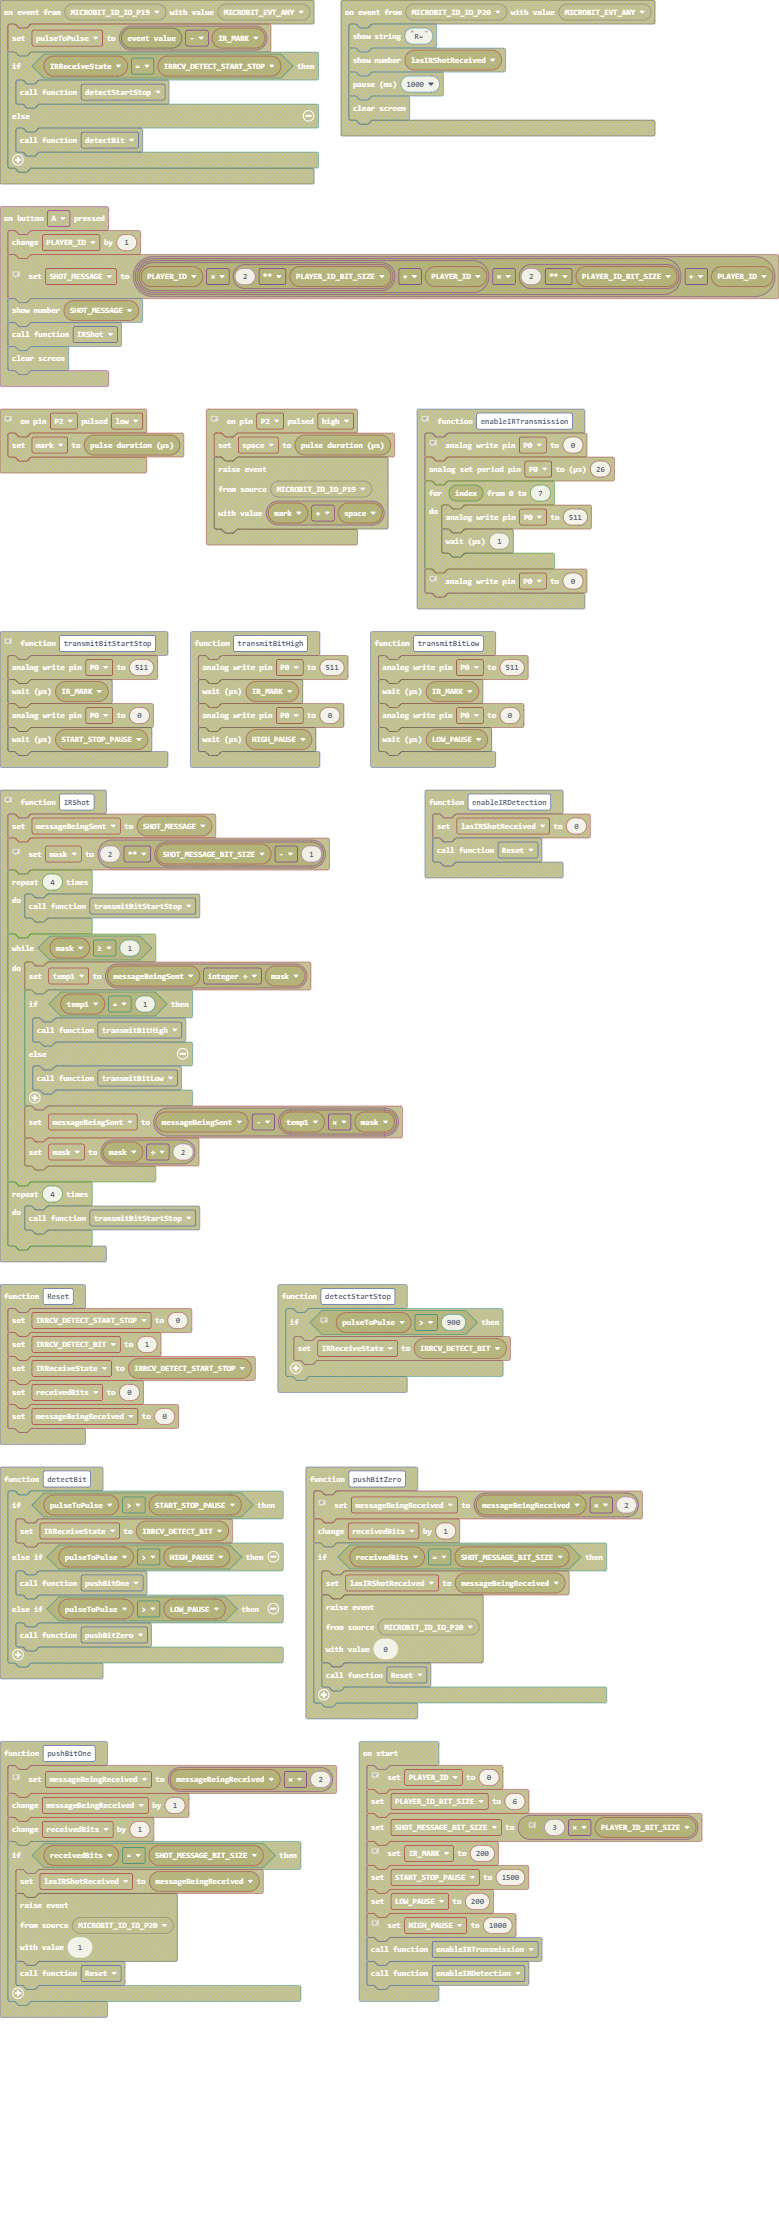 on event from MICROBIT_ID_IO_P19 with value MICROBIT_EVT_ANY
set pulseToPulse to event value - IR_MARK
if IRReceiveState = IRRCV_DETECT_START_STOP then
call function detectStartStop
else
call function detectBit
on event from MICROBIT_ID_IO_P20 with value MICROBIT_EVT_ANY
show string "R="
show number lasIRShotReceived
pause (ms) 1000
clear screen
on button A pressed
change PLAYER_ID by 1
set SHOT_MESSAGE to PLAYER_ID × 2 ** PLAYER_ID_BIT_SIZE + PLAYER_ID × 2 ** PLAYER_ID_BIT_SIZE + PLAYER_ID
show number SHOT_MESSAGE
call function IRShot
clear screen
on pin P2 pulsed low
set mark to pulse duration (µs)
on pin P2 pulsed high
set space to pulse duration (µs)
raise event
from source MICROBIT_ID_IO_P19
with value mark + space
function enableIRTransmission
analog write pin P0 to 0
analog set period pin P0 to (µs) 26
for index from 0 to 7
do analog write pin P0 to 511
wait (µs) 1
analog write pin P0 to 0
function transmitBitStartStop
analog write pin P0 to 511
wait (µs) IR_MARK
analog write pin P0 to 0
wait (µs) START_STOP_PAUSE
function transmitBitHigh
analog write pin P0 to 511
wait (µs) IR_MARK
analog write pin P0 to 0
wait (µs) HIGH_PAUSE
function transmitBitLow
analog write pin P0 to 511
wait (µs) IR_MARK
analog write pin P0 to 0
wait (µs) LOW_PAUSE
function IRShot
set messageBeingSent to SHOT_MESSAGE
set mask to 2 ** SHOT_MESSAGE_BIT_SIZE - 1
repeat 4 times
do call function transmitBitStartStop
while mask ≥ 1
do set temp1 to messageBeingSent integer ÷ mask
if temp1 = 1 then
call function transmitBitHigh
else
call function transmitBitLow
set messageBeingSent to messageBeingSent - temp1 × mask
set mask to mask ÷ 2
repeat 4 times
do call function transmitBitStartStop
function enableIRDetection
set lasIRShotReceived to 0
call function Reset
function Reset
set IRRCV_DETECT_START_STOP to 0
set IRRCV_DETECT_BIT to 1
set IRReceiveState to IRRCV_DETECT_START_STOP
set receivedBits to 0
set messageBeingReceived to 0
function detectStartStop
if pulseToPulse > 900 then
set IRReceiveState to IRRCV_DETECT_BIT
function detectBit
if pulseToPulse > START_STOP_PAUSE then
set IRReceiveState to IRRCV_DETECT_BIT
else if pulseToPulse > HIGH_PAUSE then
call function pushBitOne
else if pulseToPulse > LOW_PAUSE then
call function pushBitZero
function pushBitZero
set messageBeingReceived to messageBeingReceived × 2
change receivedBits by 1
if receivedBits = SHOT_MESSAGE_BIT_SIZE then
set lasIRShotReceived to messageBeingReceived
raise event
from source MICROBIT_ID_IO_P20
with value 0
call function Reset
function pushBitOne
set messageBeingReceived to messageBeingReceived × 2
change messageBeingReceived by 1
change receivedBits by 1
if receivedBits = SHOT_MESSAGE_BIT_SIZE then
set lasIRShotReceived to messageBeingReceived
raise event
from source MICROBIT_ID_IO_P20
with value 1
call function Reset
on start
set PLAYER_ID to 0
set PLAYER_ID_BIT_SIZE to 6
set SHOT_MESSAGE_BIT_SIZE to 3 × PLAYER_ID_BIT_SIZE
set IR_MARK to 200
set START_STOP_PAUSE to 1500
set LOW_PAUSE to 200
set HIGH_PAUSE to 1000
call function enableIRTransmission
call function enableIRDetection